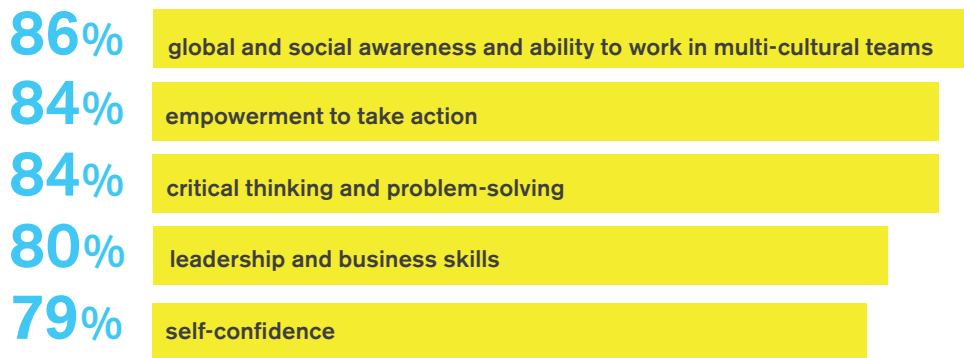 86% global and social awareness and ability to work in multi-cultural teams
84% empowerment to take action
84% critical thinking and problem-solving
80% leadership and business skills
79% self-confidence